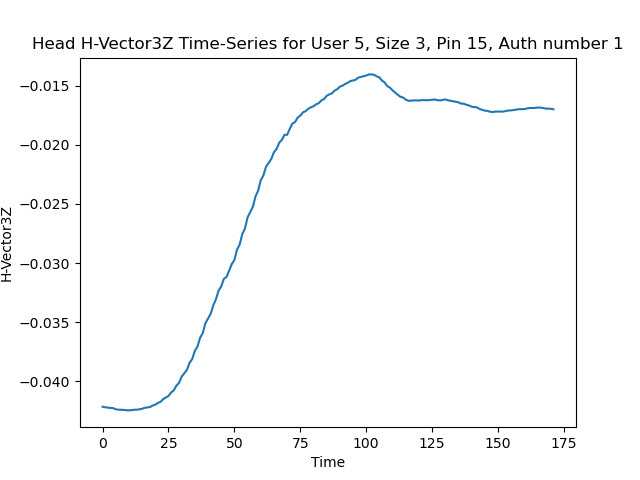 Head H-Vector3Z Time-Series for User 5, Size 3, Pin 15, Auth number 1
H-Vector3Z
−0.015
−0.020
−0.025
−0.030
−0.035
−0.040
0 25 50 75 100 125 150 175
Time